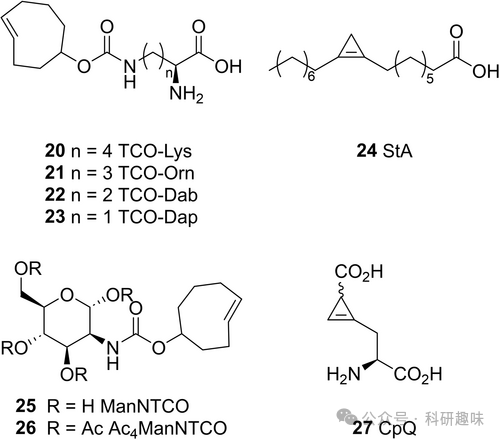 O
O
N
H
n
OH
NH2
O
20 n = 4 TCO-Lys
21 n = 3 TCO-Orn
22 n = 2 TCO-Dab
23 n = 1 TCO-Dap
6
5
O
OH
24 StA
OR
O
OR
RO
OR
HN
O
O
25 R = H ManNTCO
26 R = Ac Ac4ManNTCO
CO2H
H2N
CO2H
27 CpQ
公众号 · 科研趣味